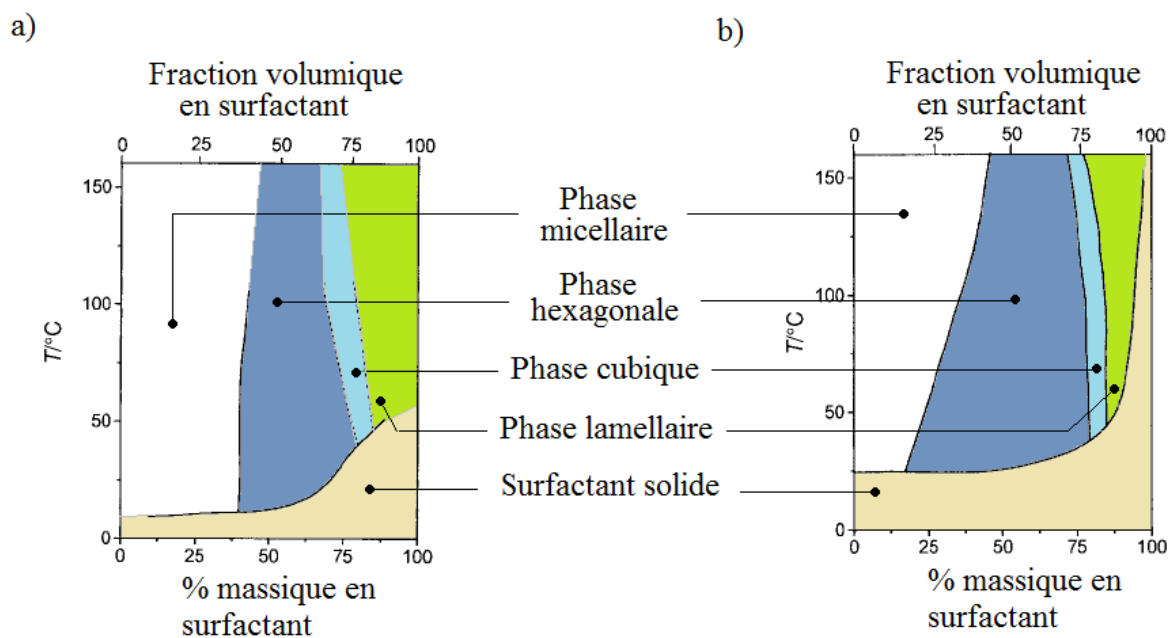 a)
Fraction volumique
en surfactant
0 25 50 75 100
150
100
50
0
T/°C
0 25 50 75 100
% massique en
surfactant
Phase
micellaire
Phase
hexagonale
Phase cubique
Phase lamellaire
Surfactant solide
b)
Fraction volumique
en surfactant
0 25 50 75 100
150
100
50
0
T/°C
0 25 50 75 100
% massique en
surfactant